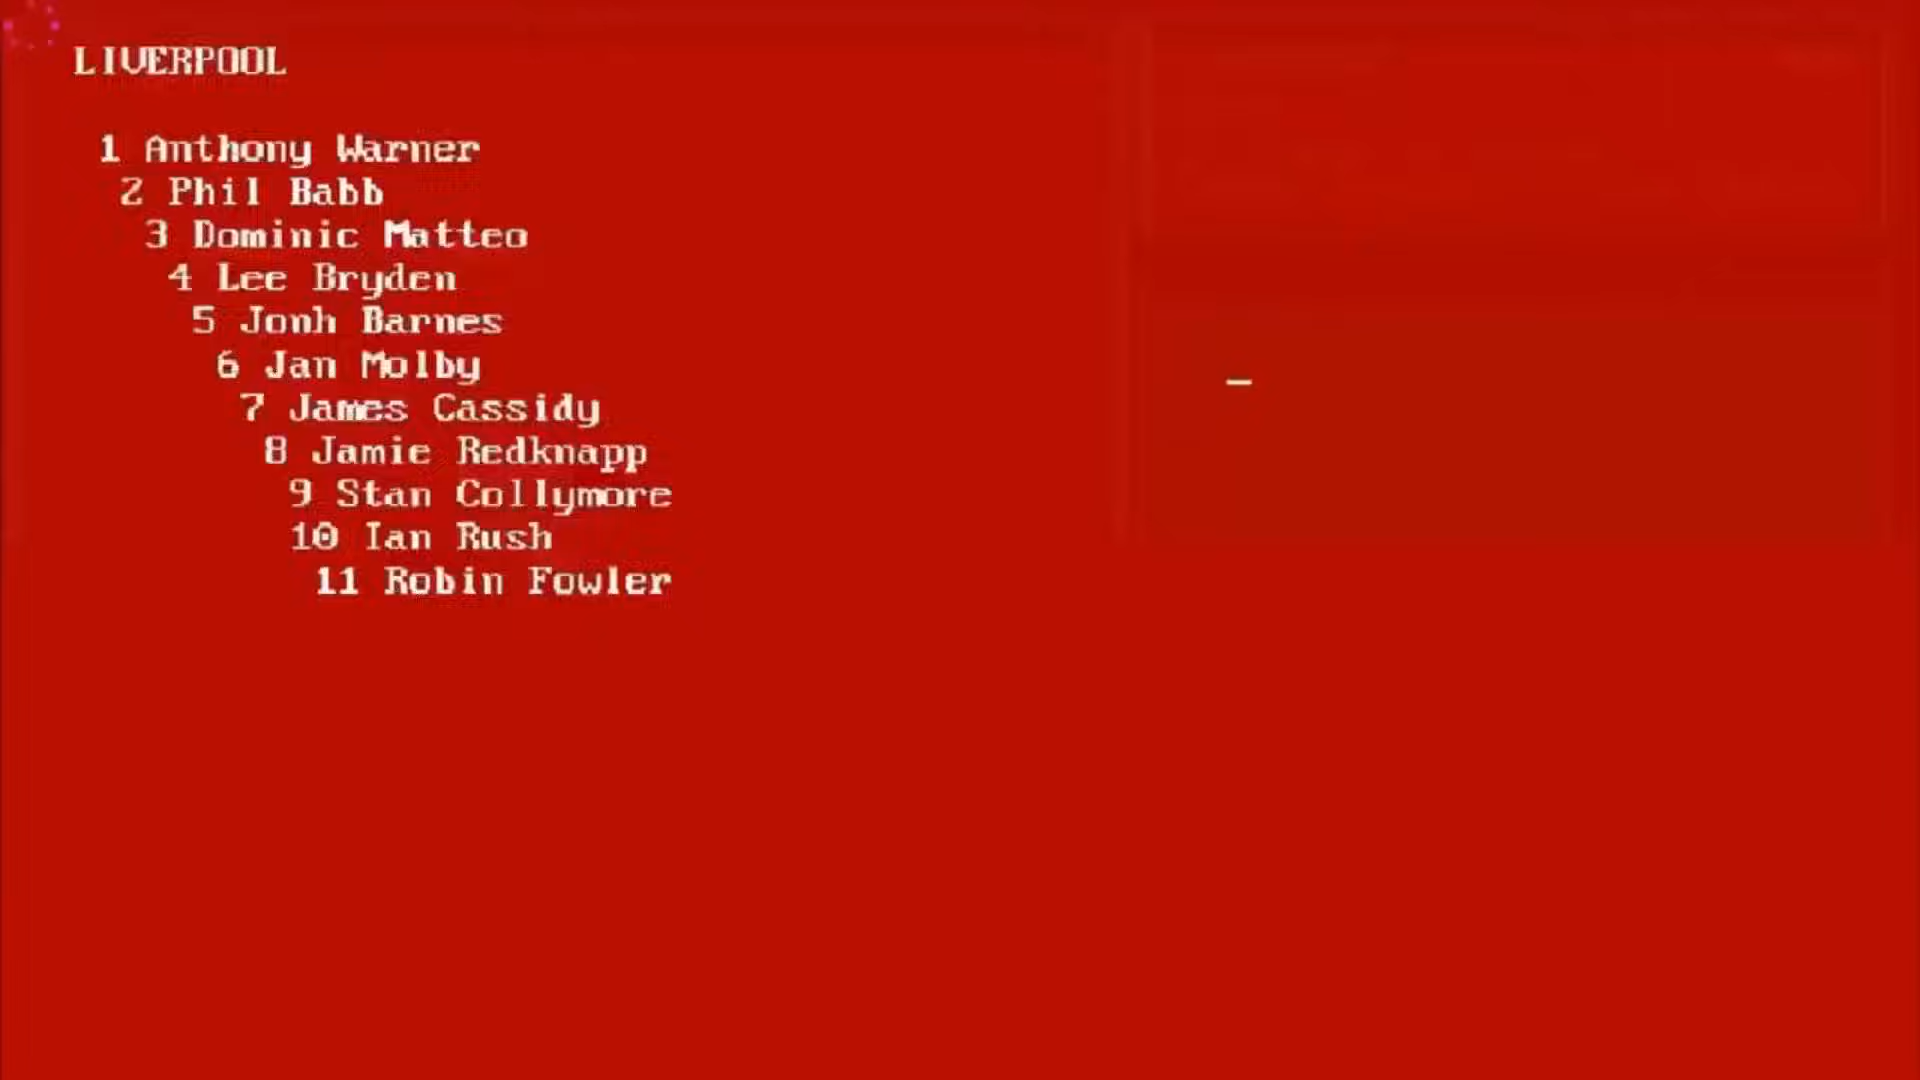 LIVERPOOL
1 Anthony Warner
2 Phil Babb
3 Dominic Matteo
4 Lee Bryden
5 Jonh Barnes
6 Jan Molby
7 James Cassidy
8 Jamie Redknapp
9 Stan Collymore
10 Ian Rush
11 Robin Fowler
_